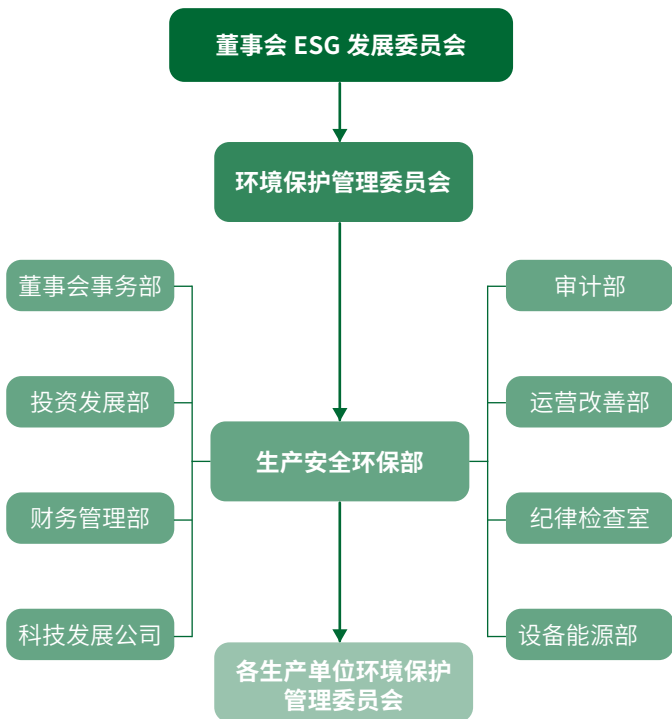 董事会 ESG 发展委员会
环境保护管理委员会
董事会事务部
审计部
投资发展部
运营改善部
生产安全环保部
财务管理部
纪律检查室
科技发展公司
设备能源部
各生产单位环境保护
管理委员会